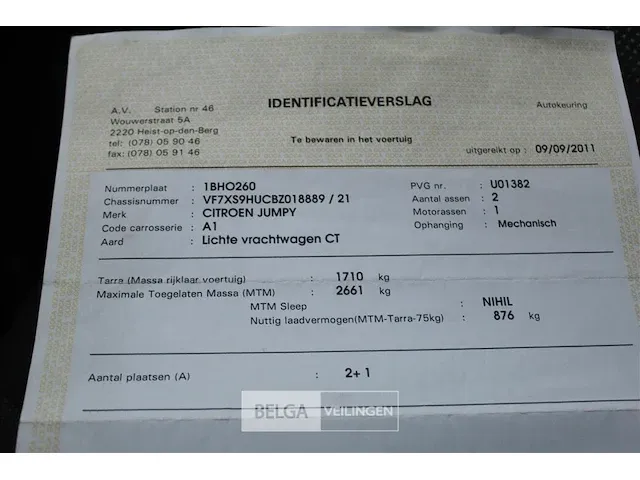 IDENTIFICATIEVERSLAG
A.V. Station nr 46
Autokeuring
Wouwerstraat 5A
2220 Heist-op-den-Berg
tel: (078) 05 90 46
fax: (078) 05 91 46
Te bewaren in het voertuig
uitgereikt op : 09/09/2011
Nummerplaat : 1BHO260
PVG nr. : U01382
Chassisnummer : VF7XS9HUCBZ018889 / 21
Aantal assen : 2
Merk : CITROEN JUMPY
Motorassen : 1
Code carrosserie : A1
Ophanging : Mechanisch
Aard : Lichte vrachtwagen CT
Tarra (Massa rijklaar voertuig) : 1710 kg
Maximale Toegelaten Massa (MTM) : 2661 kg
MTM Sleep : NIHIL
Nuttig laadvermogen(MTM-Tarra-75kg) : 876 kg
Aantal plaatsen (A) : 2+ 1
BELGA VEILINGEN